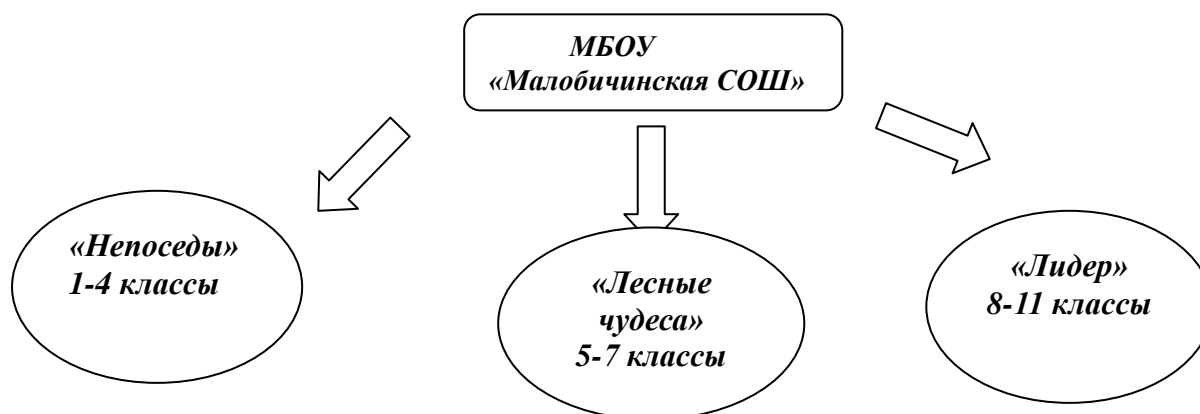 МБОУ
«Малобичинская СОШ»
«Непоседы»
1-4 классы
«Лесные
чудеса»
5-7 классы
«Лидер»
8-11 классы